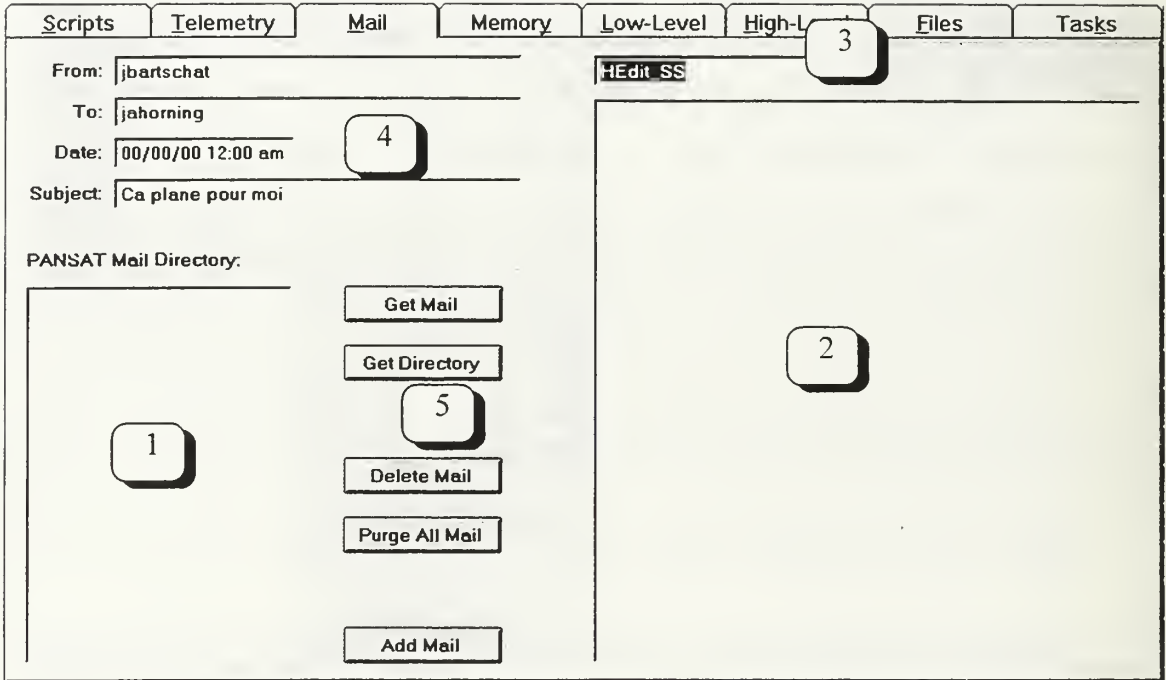 Scripts Telemetry Mail Memory Low-Level High-L Files Tasks
3
From: jbartschat
To: jahorning
4
Date: 00/00/00 12:00 am
Subject: Ca plane pour moi
HEdit_SS
PANSAT Mail Directory:
1
Get Mail
Get Directory
5
Delete Mail
Purge All Mail
Add Mail
2